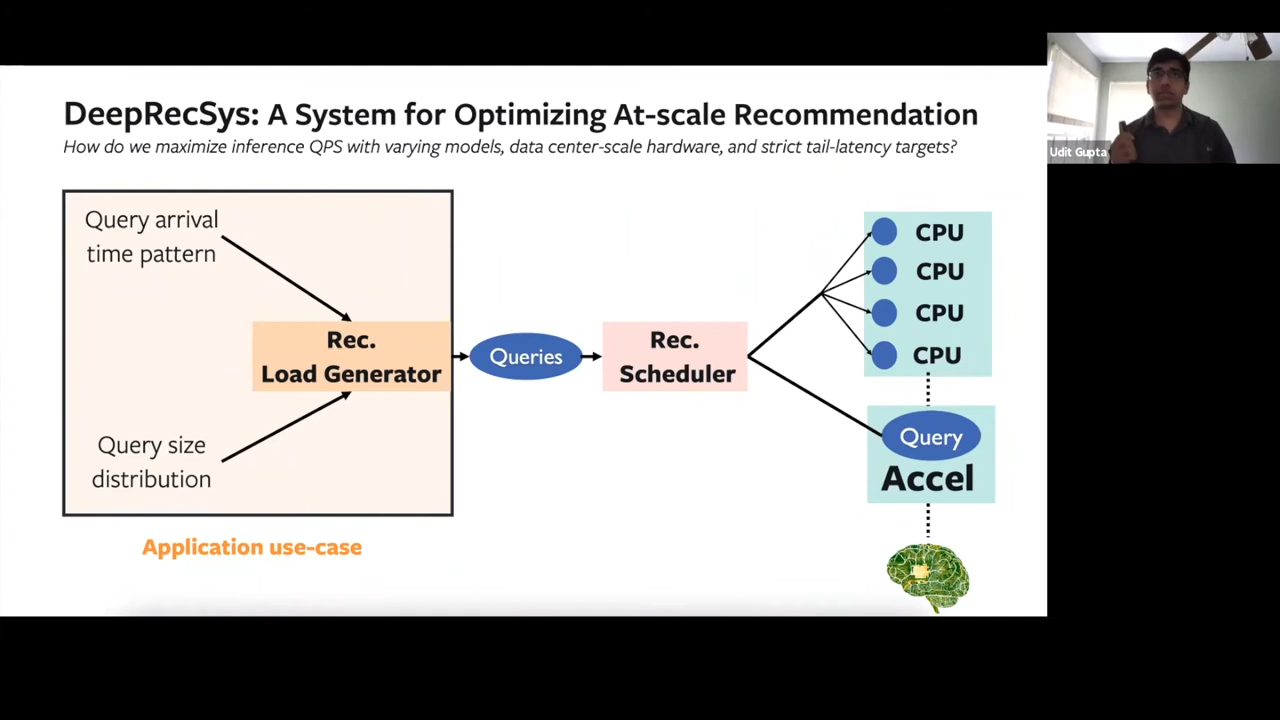 DeepRecSys: A System for Optimizing At-scale Recommendation
How do we maximize inference QPS with varying models, data center-scale hardware, and strict tail-latency targets?
Udit Gupta
Query arrival
time pattern
Rec.
Load Generator
Query size
distribution
Application use-case
Queries
Rec.
Scheduler
CPU
CPU
CPU
CPU
Query
Accel